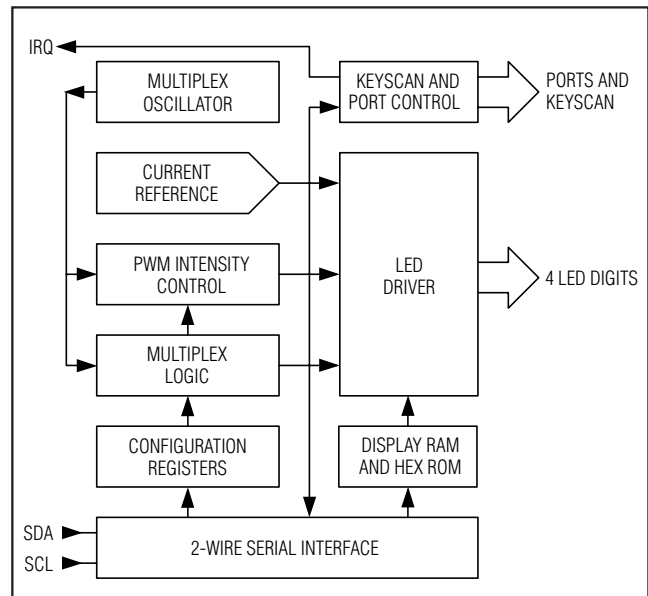 IRQ
MULTIPLEX
OSCILLATOR
KEYSCAN AND
PORT CONTROL
PORTS AND
KEYSCAN
CURRENT
REFERENCE
PWM INTENSITY
CONTROL
LED
DRIVER
4 LED DIGITS
MULTIPLEX
LOGIC
CONFIGURATION
REGISTERS
DISPLAY RAM
AND HEX ROM
SDA
SCL
2-WIRE SERIAL INTERFACE